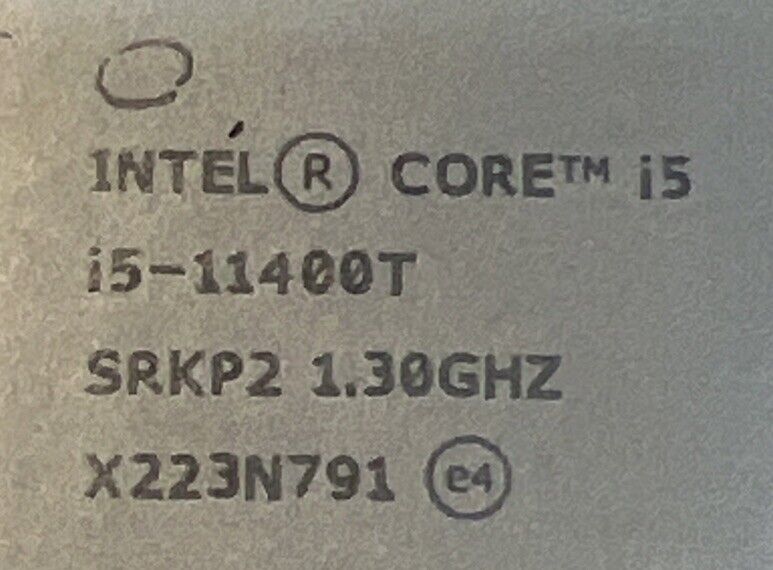 INTEL® CORE™ i5
i5-11400T
SRKP2 1.30GHZ
X223N791 e4